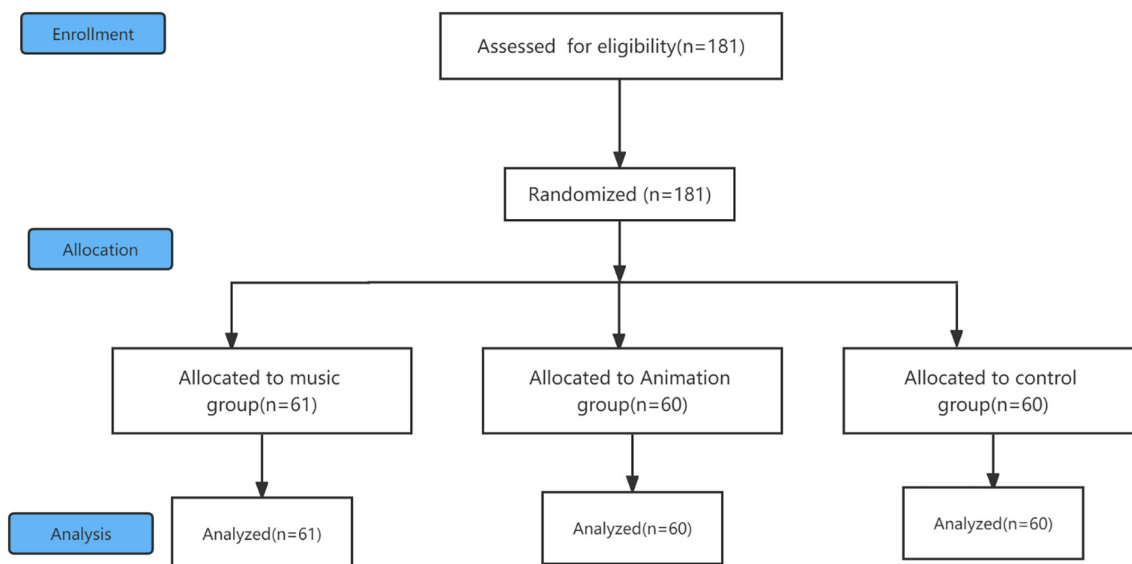 Enrollment
Assessed for eligibility(n=181)
Randomized (n=181)
Allocation
Allocated to music
group(n=61)
Allocated to Animation
group(n=60)
Allocated to control
group(n=60)
Analysis
Analyzed(n=61)
Analyzed(n=60)
Analyzed(n=60)